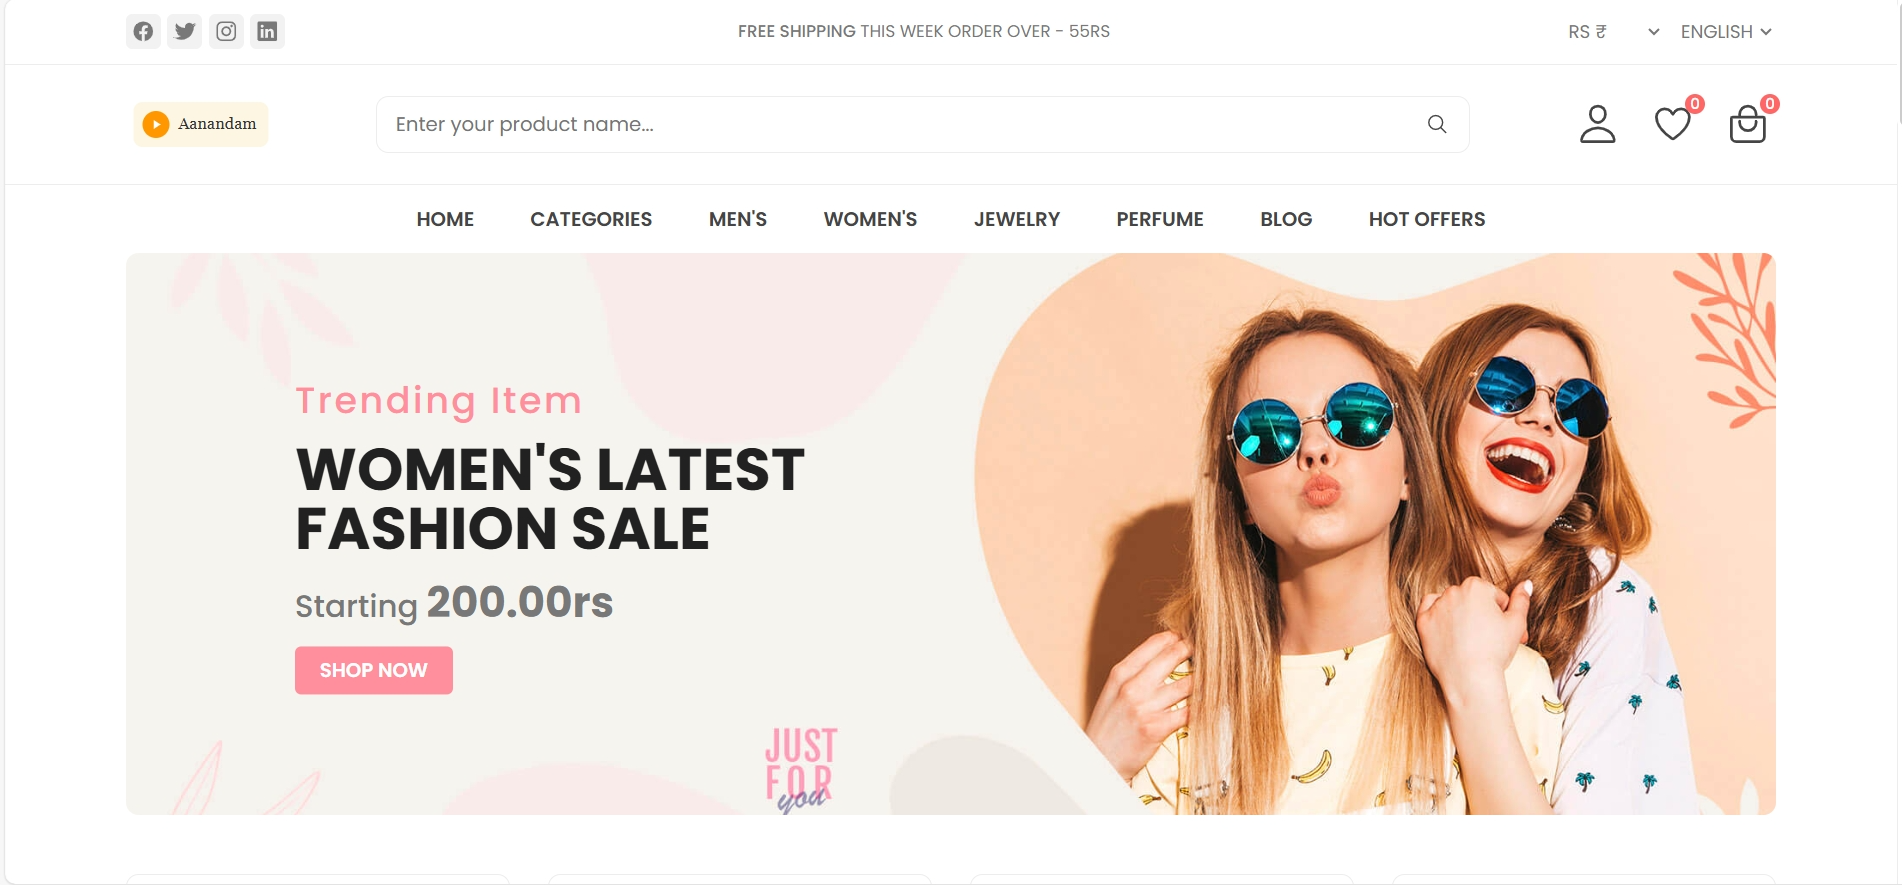 FREE SHIPPING THIS WEEK ORDER OVER - 55RS
RS ₹
ENGLISH
Aanandam
Enter your product name...
0
0
HOME
CATEGORIES
MEN'S
WOMEN'S
JEWELRY
PERFUME
BLOG
HOT OFFERS
Trending Item
WOMEN'S LATEST
FASHION SALE
Starting 200.00rs
SHOP NOW
JUST
FOR
you